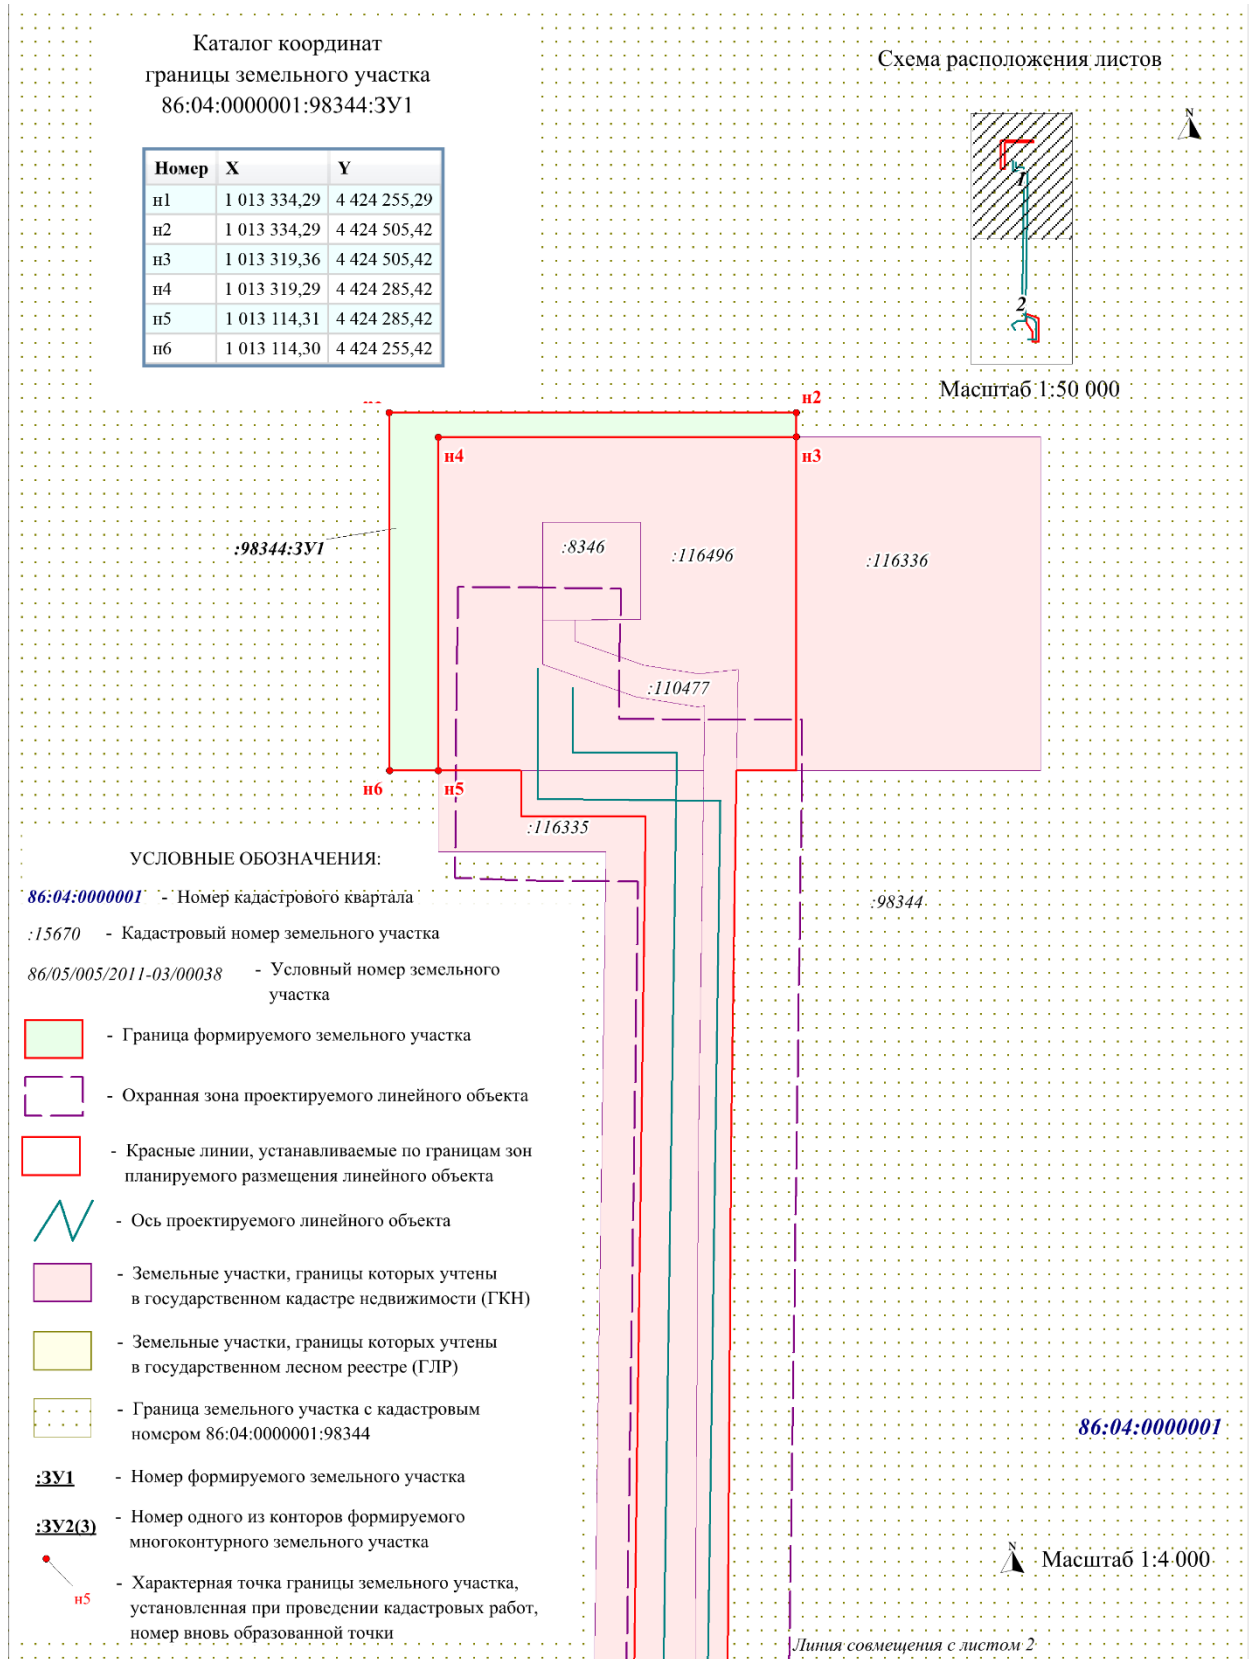 Каталог координат
границы земельного участка
86:04:0000001:98344:ЗУ1
Номер X Y
н1 1 013 334,29 4 424 255,29
н2 1 013 334,29 4 424 505,42
н3 1 013 319,36 4 424 505,42
н4 1 013 319,29 4 424 285,42
н5 1 013 114,31 4 424 285,42
н6 1 013 114,30 4 424 255,42
Схема расположения листов
N
1
2
Масштаб 1:50 000
н2
н4
н3
:98344:ЗУ1
:8346
:116496
:116336
:110477
н6
н5
:116335
:98344
УСЛОВНЫЕ ОБОЗНАЧЕНИЯ:
86:04:0000001 - Номер кадастрового квартала
:15670 - Кадастровый номер земельного участка
86/05/005/2011-03/00038 - Условный номер земельного
участка
- Граница формируемого земельного участка
- Охранная зона проектируемого линейного объекта
- Красные линии, устанавливаемые по границам зон
планируемого размещения линейного объекта
- Ось проектируемого линейного объекта
- Земельные участки, границы которых учтены
в государственном кадастре недвижимости (ГКН)
- Земельные участки, границы которых учтены
в государственном лесном реестре (ГЛР)
- Граница земельного участка с кадастровым
номером 86:04:0000001:98344
:ЗУ1 - Номер формируемого земельного участка
:ЗУ2(3) - Номер одного из конторов формируемого
многоконтурного земельного участка
н5 - Характерная точка границы земельного участка,
установленная при проведении кадастровых работ,
номер вновь образованной точки
86:04:0000001
N
Масштаб 1:4 000
Линия совмещения с листом 2